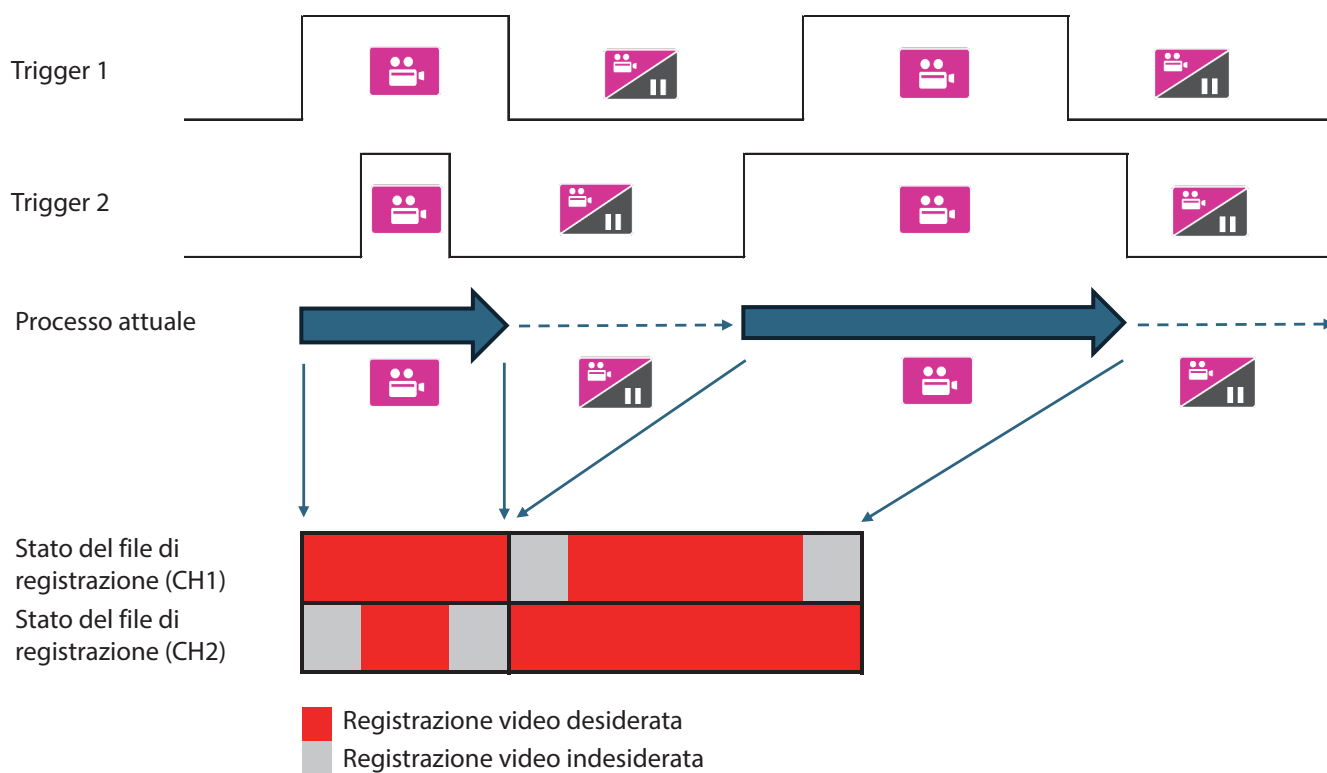 Trigger 1
Trigger 2
Processo attuale
Stato del file di
registrazione (CH1)
Stato del file di
registrazione (CH2)
Registrazione video desiderata
Registrazione video indesiderata